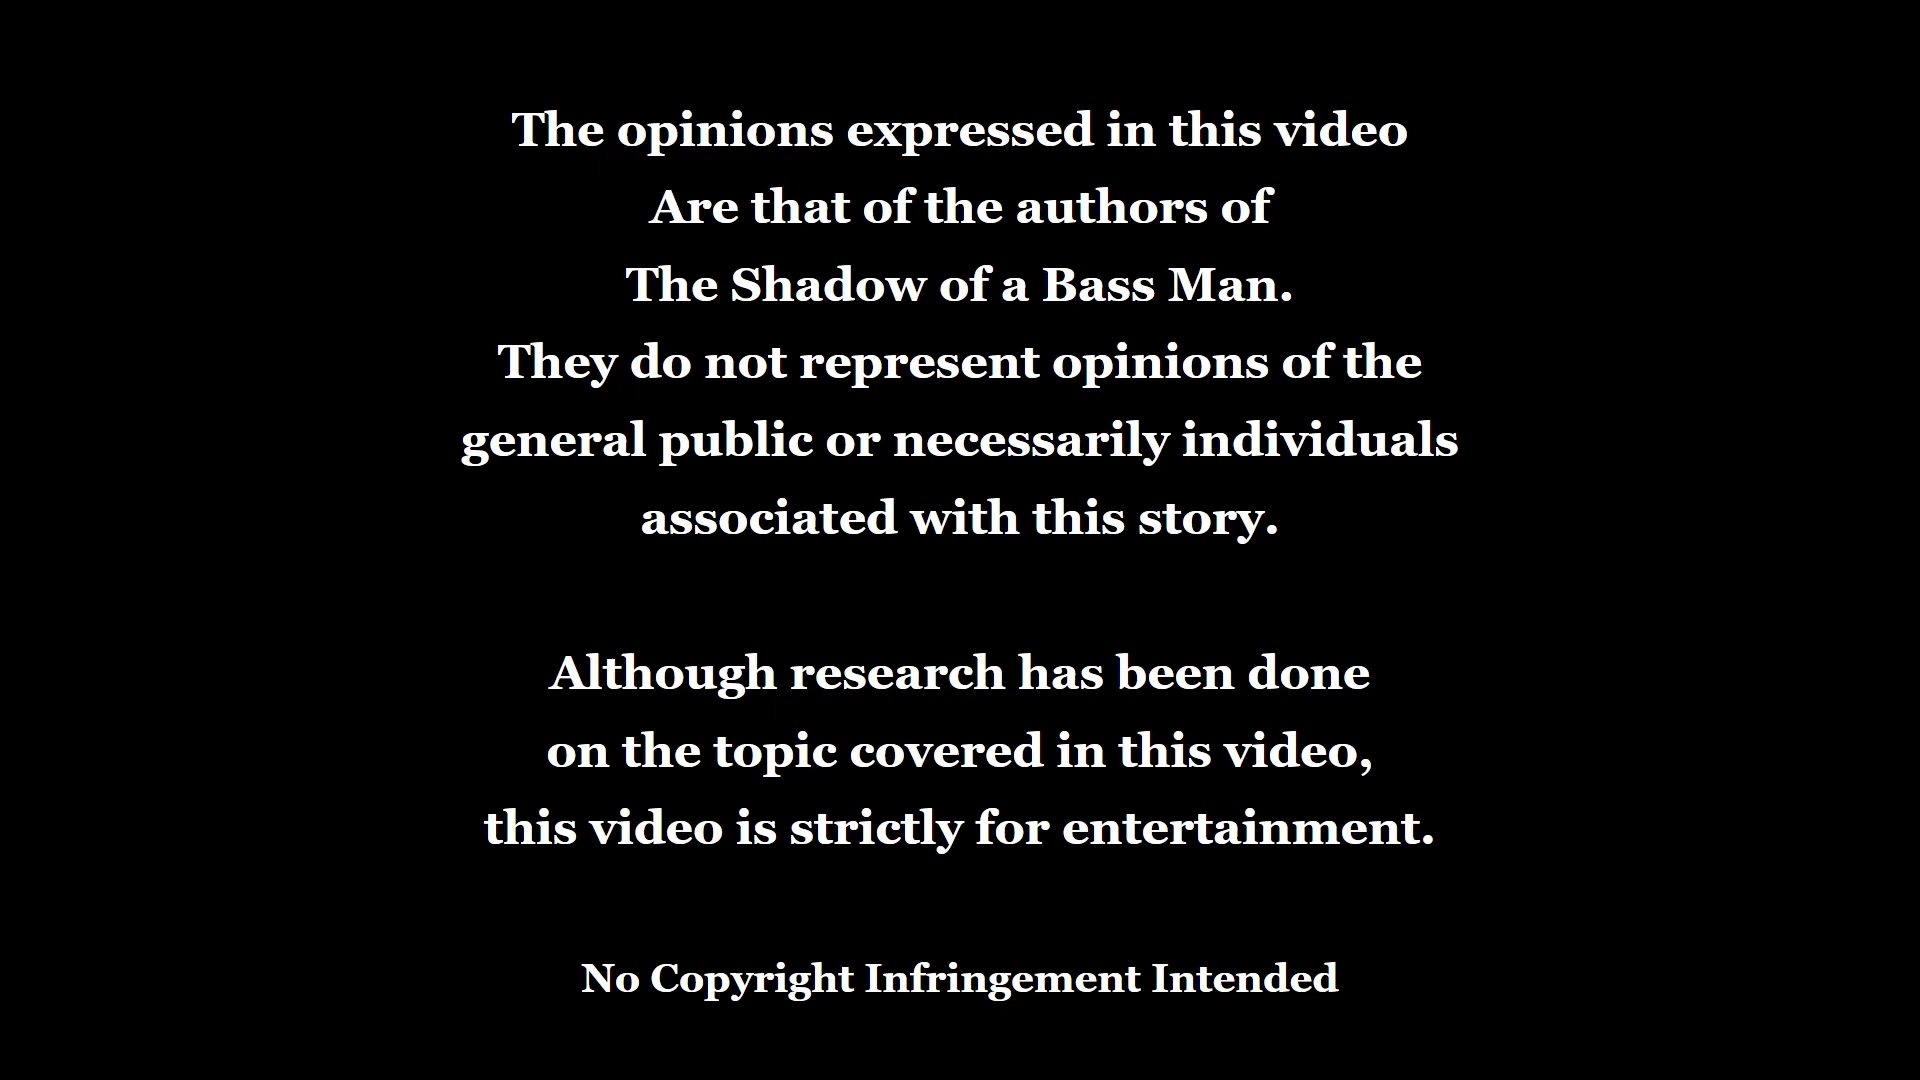 The opinions expressed in this video
Are that of the authors of
The Shadow of a Bass Man.
They do not represent opinions of the
general public or necessarily individuals
associated with this story.
Although research has been done
on the topic covered in this video,
this video is strictly for entertainment.
No Copyright Infringement Intended